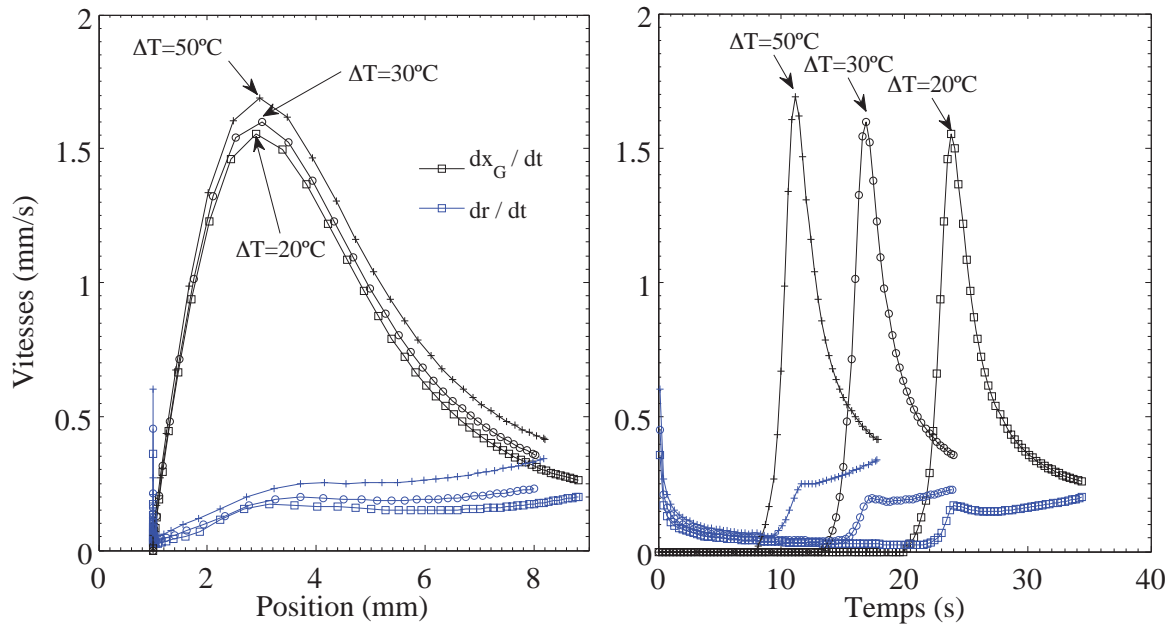 2
ΔT=50ºC
ΔT=30ºC
1.5
dx_G / dt
dr / dt
ΔT=20ºC
1
0.5
0
0 2 4 6 8
Vitesses (mm/s)
Position (mm)
2
ΔT=50ºC
ΔT=30ºC
ΔT=20ºC
1.5
1
0.5
0
0 10 20 30 40
Temps (s)